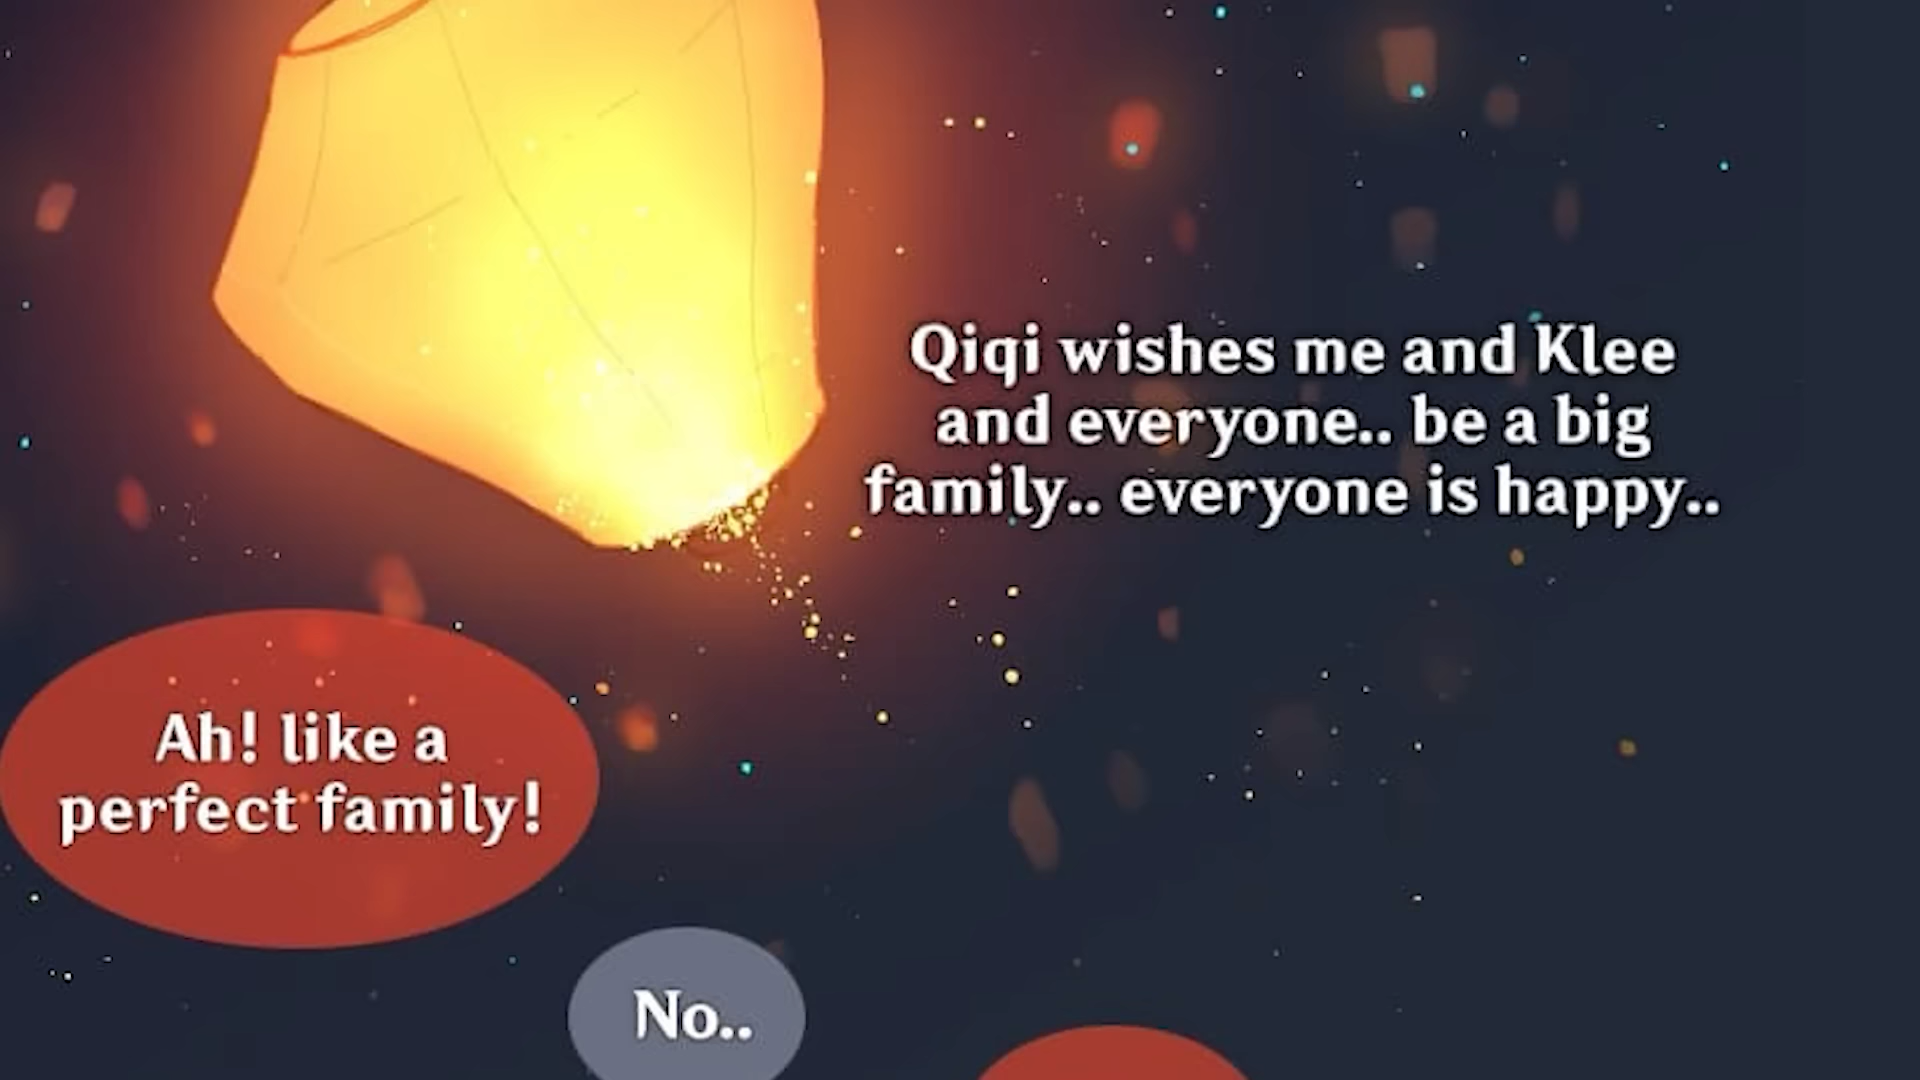 Qiqi wishes me and Klee
and everyone.. be a big
family.. everyone is happy..
Ah! like a
perfect family!
No..